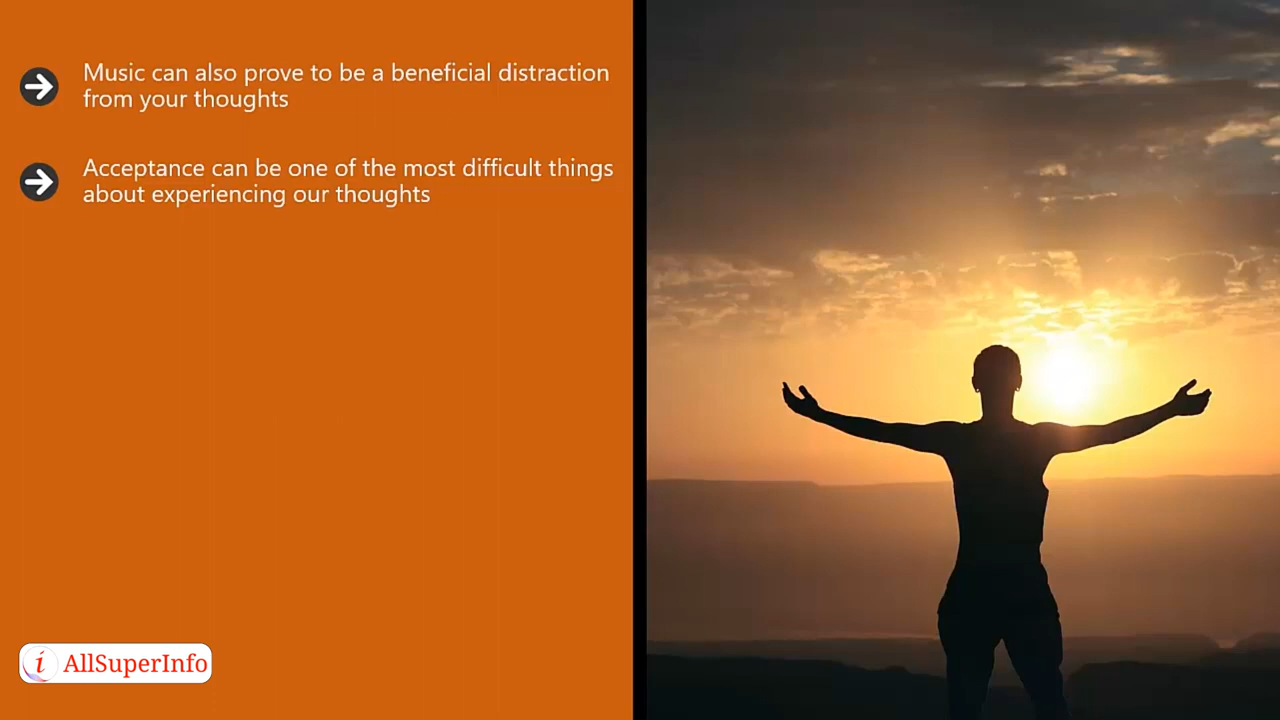 Music can also prove to be a beneficial distraction
from your thoughts
Acceptance can be one of the most difficult things
about experiencing our thoughts
i AllSuperInfo